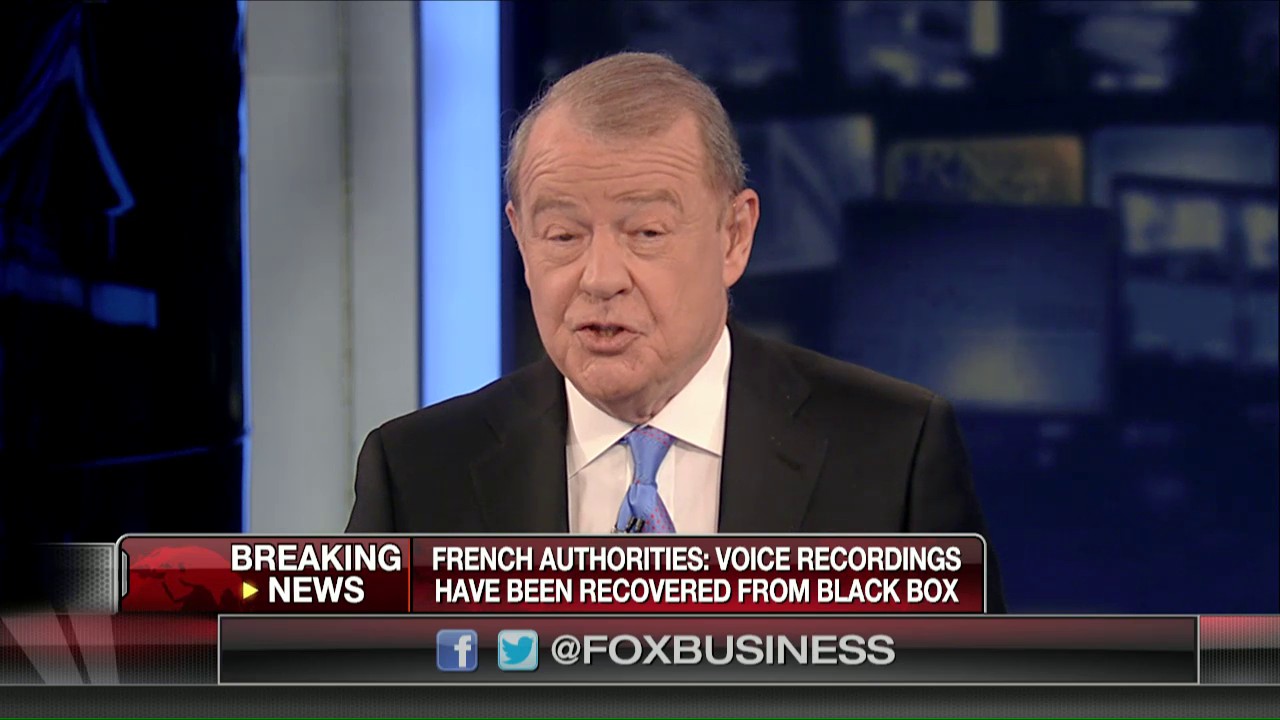 BREAKING
NEWS
FRENCH AUTHORITIES: VOICE RECORDINGS
HAVE BEEN RECOVERED FROM BLACK BOX
f
@FOXBUSINESS